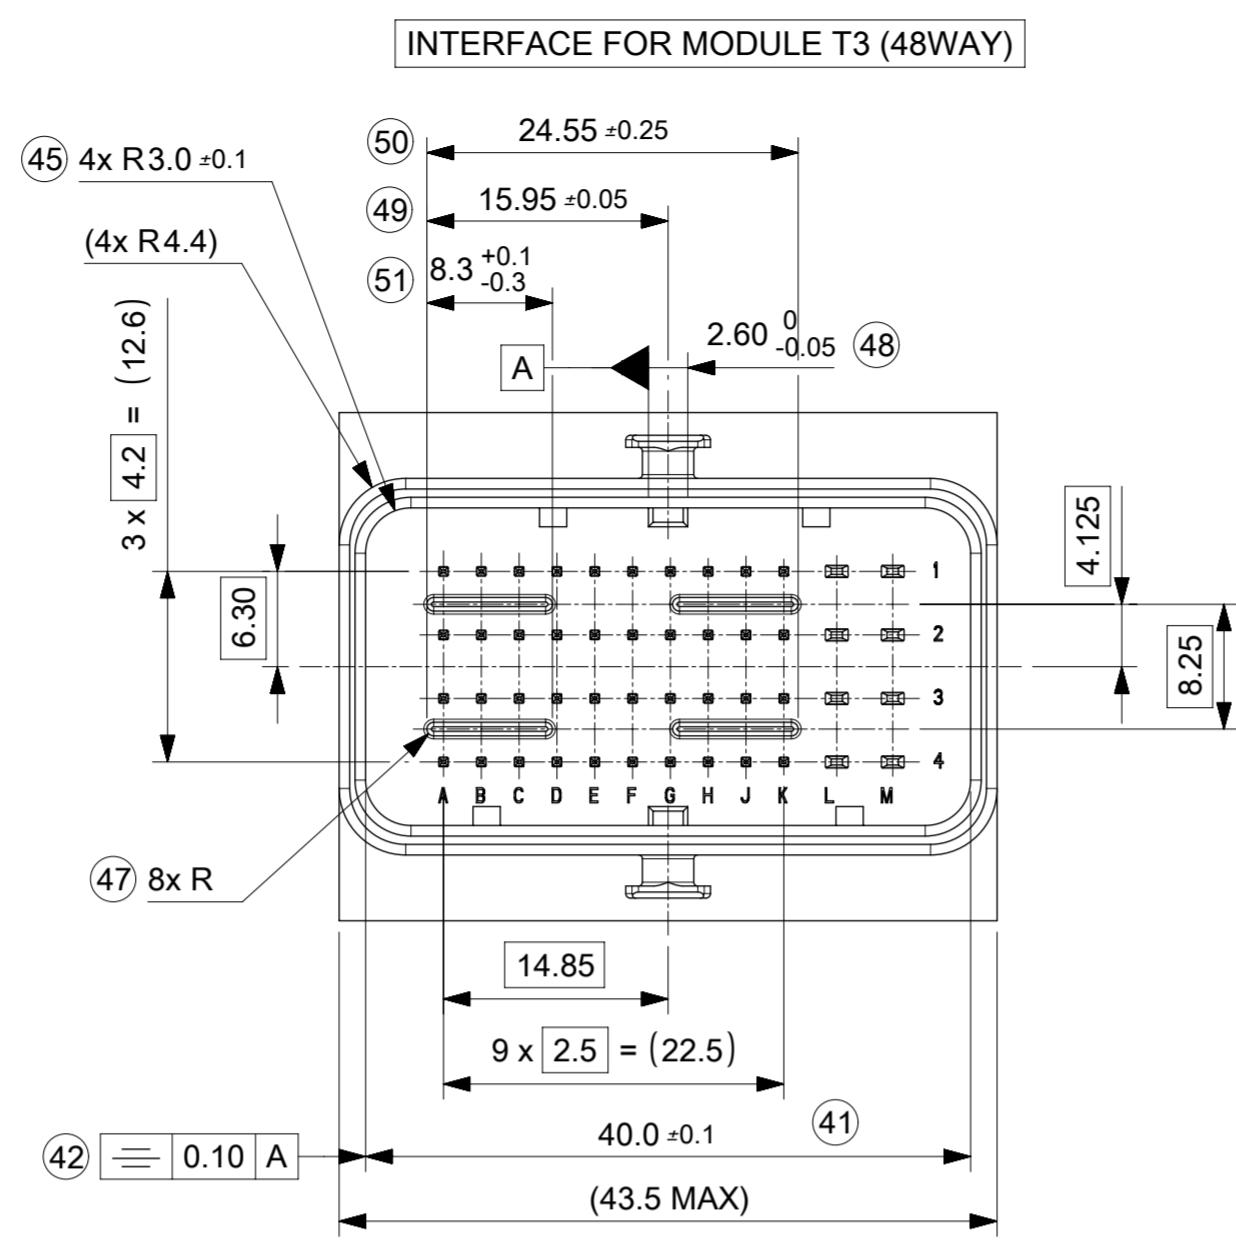 INTERFACE FOR MODULE T3 (48WAY)
50 24.55 ±0.25
45 4x R3.0 ±0.1
49 15.95 ±0.05
(4x R4.4)
51 8.3 +0.1 -0.3
2.60 0 -0.05 48
A
3 x 4.2 = (12.6)
6.30
4.125
8.25
1
2
3
4
A B C D E F G H J K L M
47 8x R
14.85
9 x 2.5 = (22.5)
41
40.0 ±0.1
42 0.10 A
(43.5 MAX)